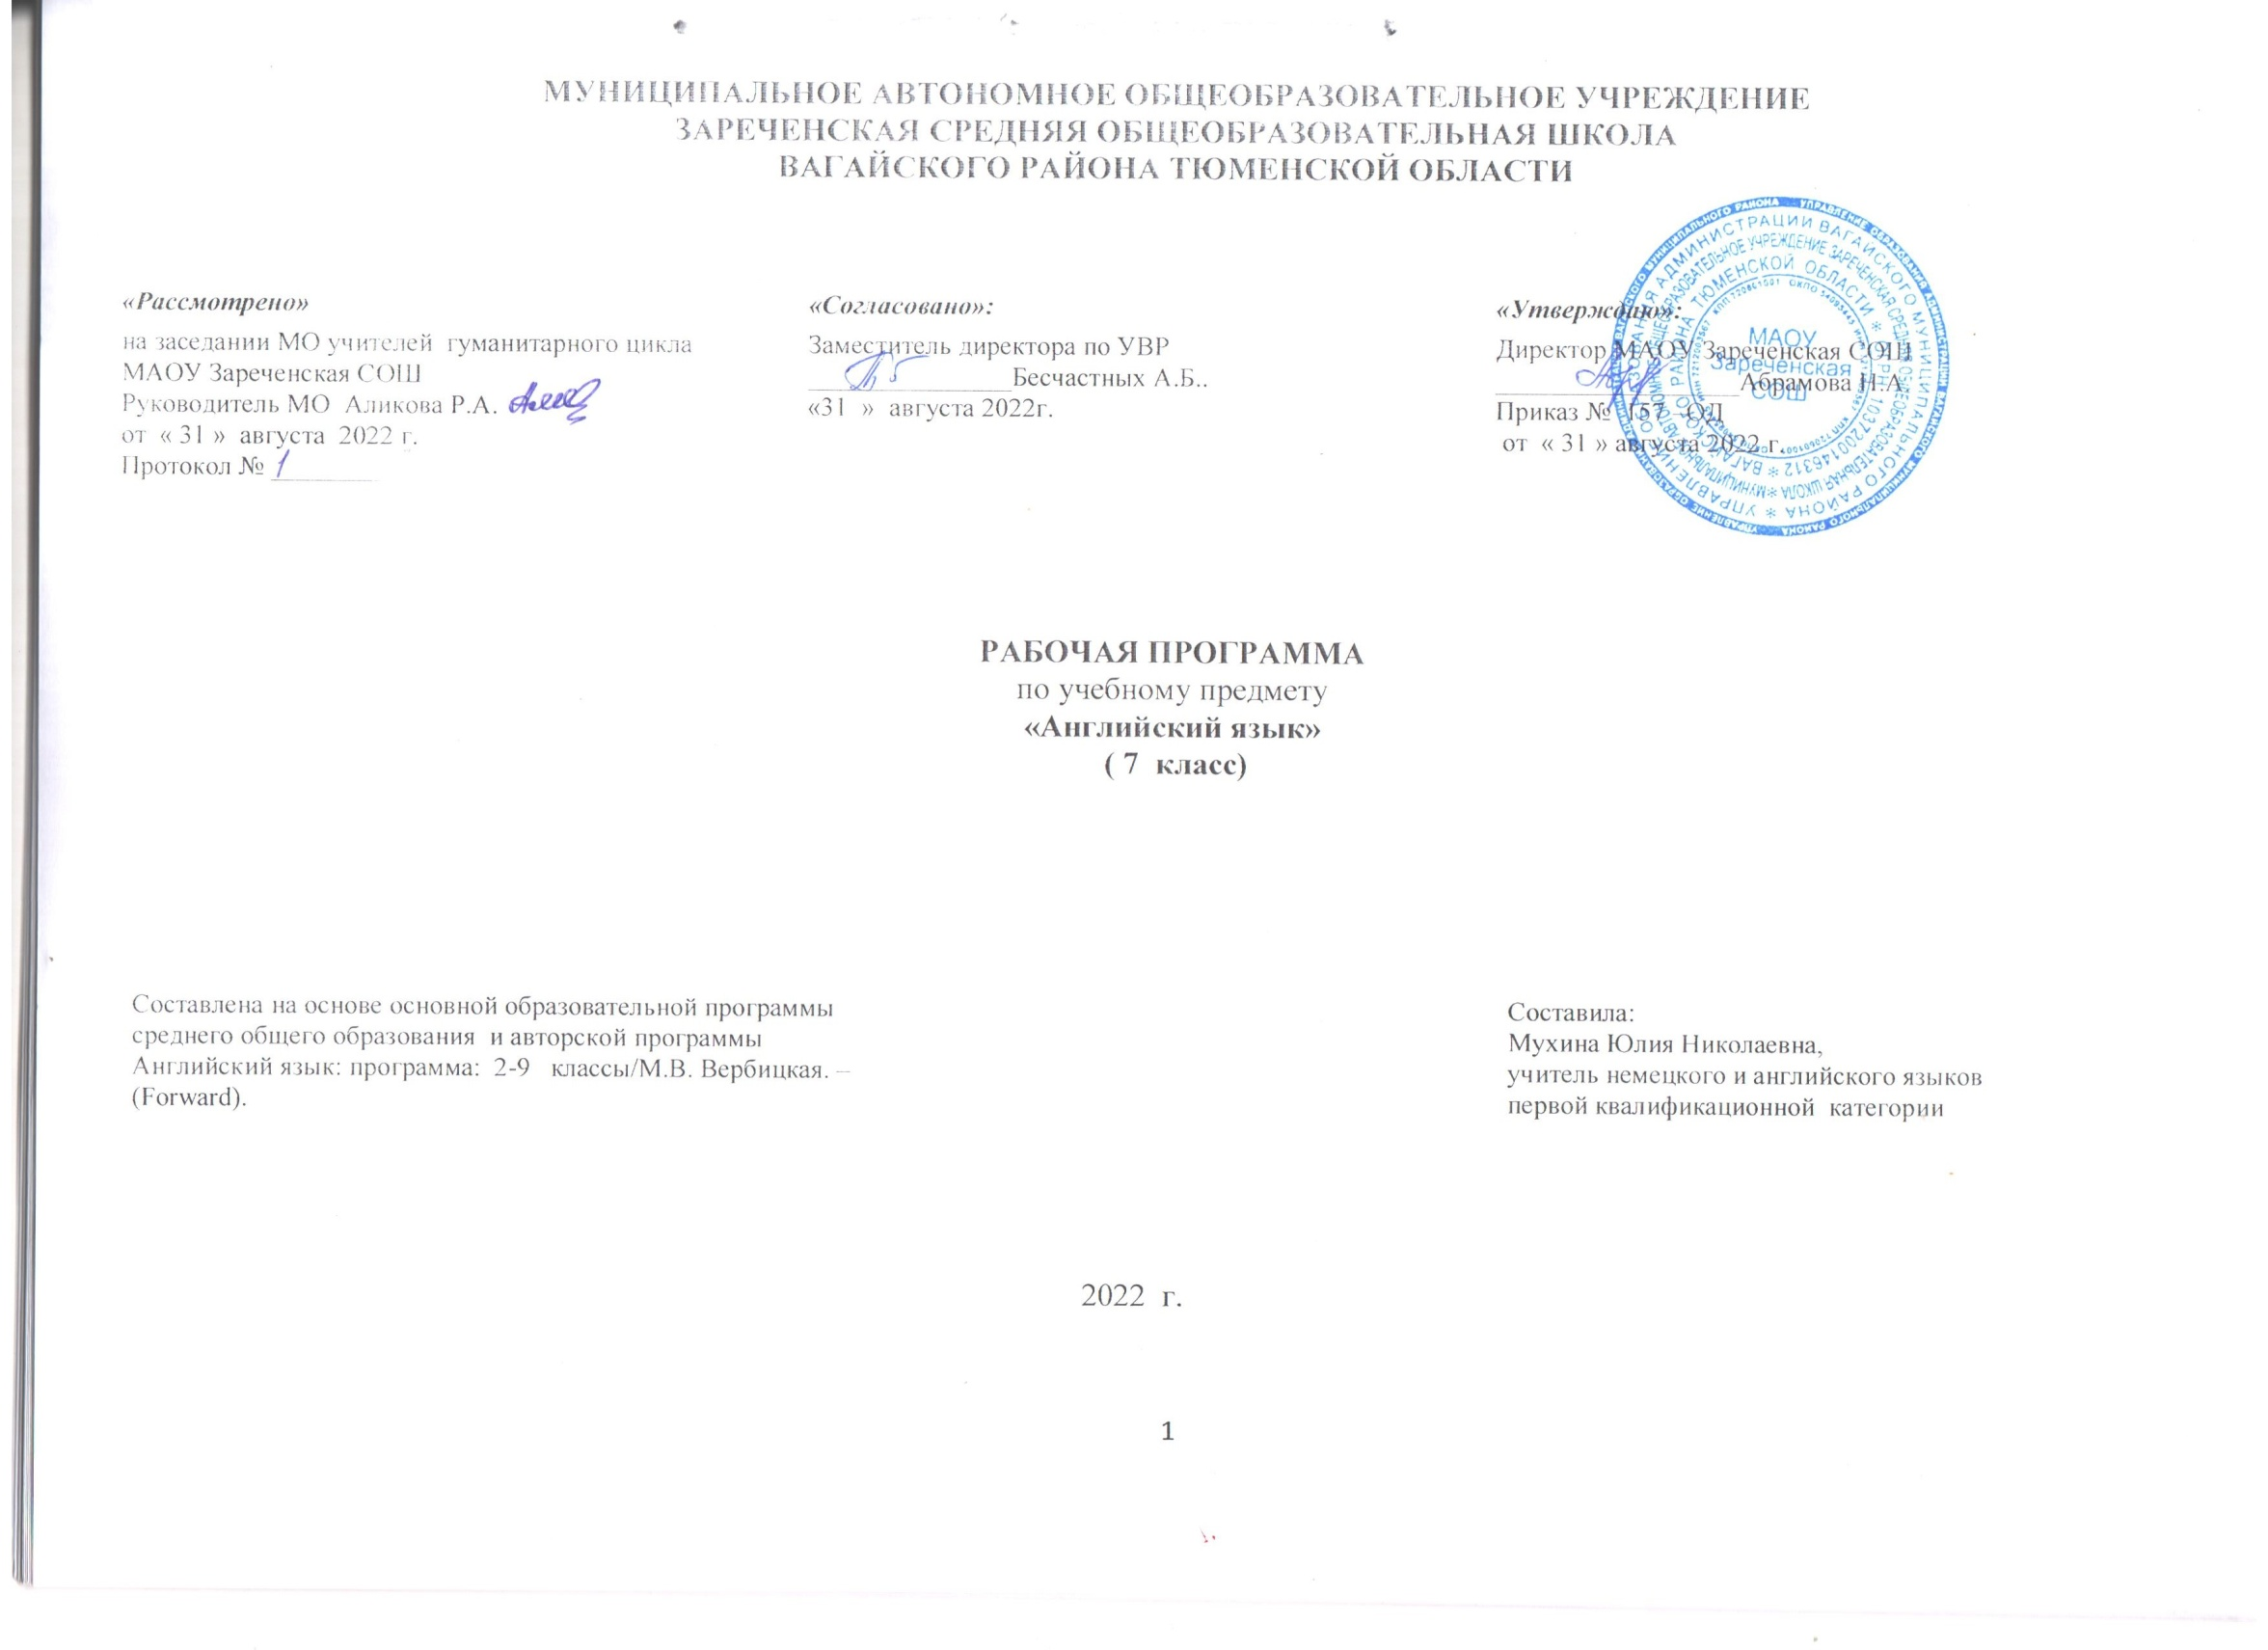 МУНИЦИПАЛЬНОЕ АВТОНОМНОЕ ОБЩЕОБРАЗОВАТЕЛЬНОЕ УЧРЕЖДЕНИЕ
ЗАРЕЧЕНСКАЯ СРЕДНЯЯ ОБЩЕОБРАЗОВАТЕЛЬНАЯ ШКОЛА
ВАГАЙСКОГО РАЙОНА ТЮМЕНСКОЙ ОБЛАСТИ
«Рассмотрено»
на заседании МО учителей гуманитарного цикла
МАОУ Зареченская СОШ
Руководитель МО Аликова Р.А.
от « 31 » августа 2022 г.
Протокол № 1
«Согласовано»:
Заместитель директора по УВР
Бесчастных А.Б..
«31 » августа 2022г.
«Утверждаю»:
Директор МАОУ Зареченская СОШ
Абрамова Н.А.
Приказ № 157 -ОД
от « 31 » августа 2022 г.
МАОУ
Зареченская
СОШ
РАБОЧАЯ ПРОГРАММА
по учебному предмету
«Английский язык»
( 7 класс)
Составлена на основе основной образовательной программы
среднего общего образования и авторской программы
Английский язык: программа: 2-9 классы/М.В. Вербицкая. –
(Forward).
Составила:
Мухина Юлия Николаевна,
учитель немецкого и английского языков
первой квалификационной категории
2022 г.
1